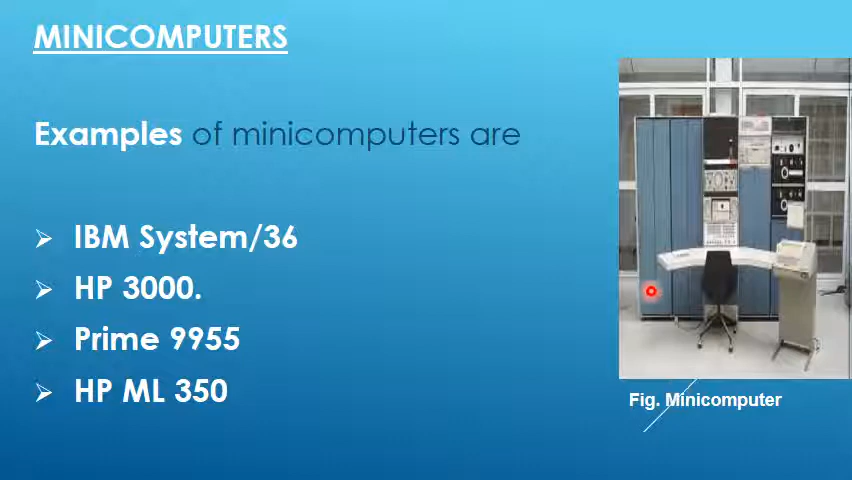 MINICOMPUTERS
Examples of minicomputers are
IBM System/36
HP 3000.
Prime 9955
HP ML 350
Fig. Minicomputer